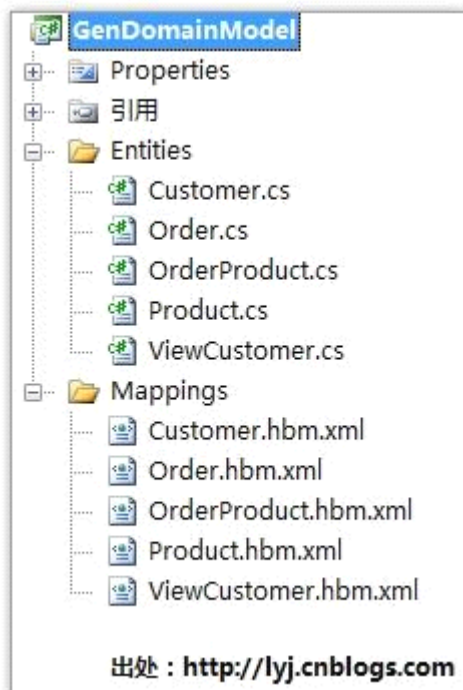 GenDomainModel
Properties
引用
Entities
Customer.cs
Order.cs
OrderProduct.cs
Product.cs
ViewCustomer.cs
Mappings
Customer.hbm.xml
Order.hbm.xml
OrderProduct.hbm.xml
Product.hbm.xml
ViewCustomer.hbm.xml
出处：http://lyj.cnblogs.com